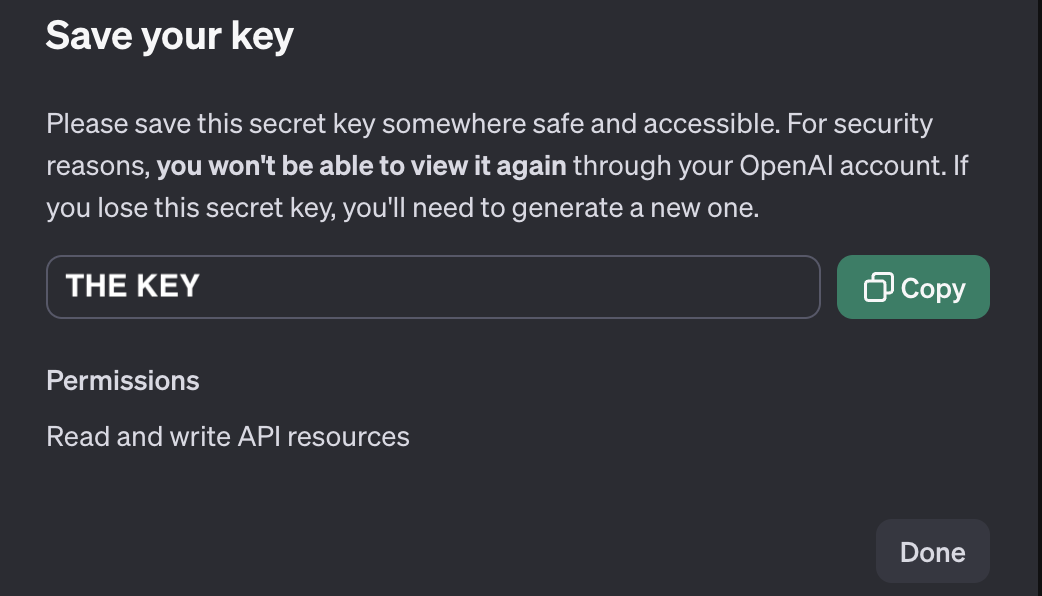 Save your key
Please save this secret key somewhere safe and accessible. For security
reasons, you won't be able to view it again through your OpenAI account. If
you lose this secret key, you'll need to generate a new one.
THE KEY
Copy
Permissions
Read and write API resources
Done